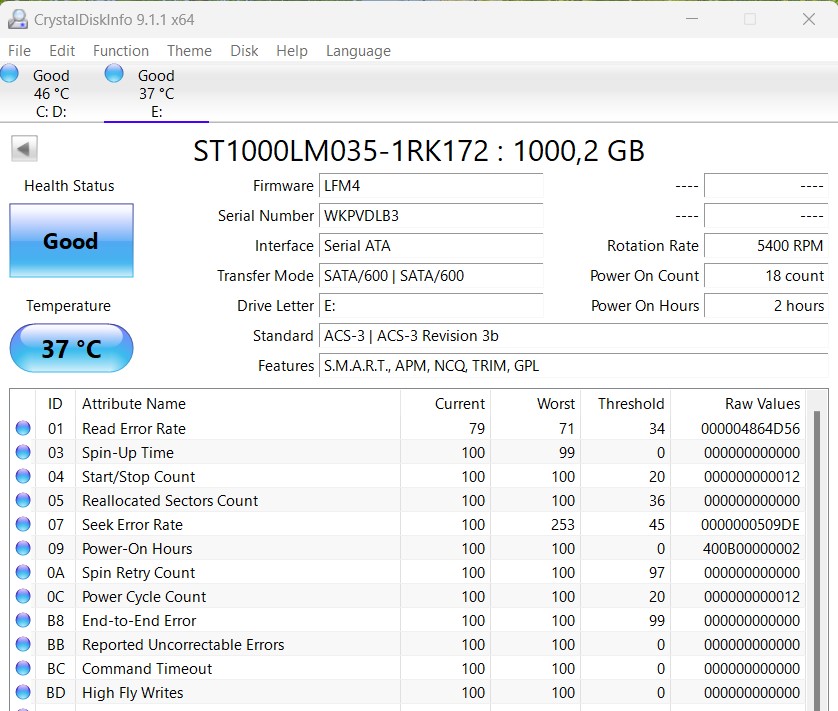 CrystalDiskInfo 9.1.1 x64
File Edit Function Theme Disk Help Language
Good Good
46 °C 37 °C
C: D: E:
ST1000LM035-1RK172 : 1000,2 GB
Health Status
Good
Temperature
37 °C
Firmware LFM4 ---- ----
Serial Number WKPVDLB3 ---- ----
Interface Serial ATA Rotation Rate 5400 RPM
Transfer Mode SATA/600 | SATA/600 Power On Count 18 count
Drive Letter E: Power On Hours 2 hours
Standard ACS-3 | ACS-3 Revision 3b
Features S.M.A.R.T., APM, NCQ, TRIM, GPL
ID Attribute Name Current Worst Threshold Raw Values
01 Read Error Rate 79 71 34 000004864D56
03 Spin-Up Time 100 99 0 000000000000
04 Start/Stop Count 100 100 20 000000000012
05 Reallocated Sectors Count 100 100 36 000000000000
07 Seek Error Rate 100 253 45 0000000509DE
09 Power-On Hours 100 100 0 400B00000002
0A Spin Retry Count 100 100 97 000000000000
0C Power Cycle Count 100 100 20 000000000012
B8 End-to-End Error 100 100 99 000000000000
BB Reported Uncorrectable Errors 100 100 0 000000000000
BC Command Timeout 100 100 0 000000000000
BD High Fly Writes 100 100 0 000000000000